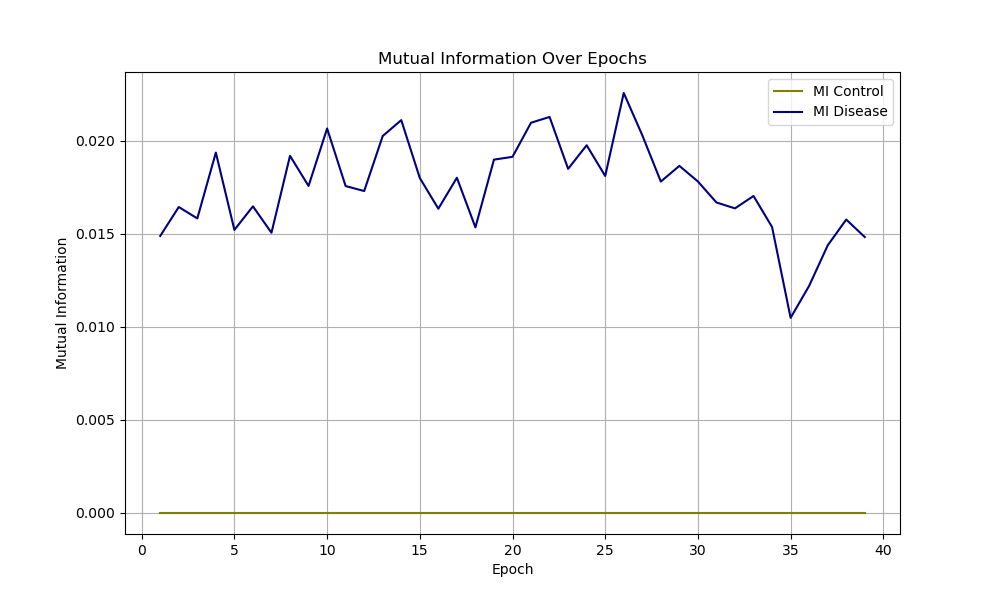 Mutual Information Over Epochs
MI Control
MI Disease
Mutual Information
0.020
0.015
0.010
0.005
0.000
0 5 10 15 20 25 30 35 40
Epoch